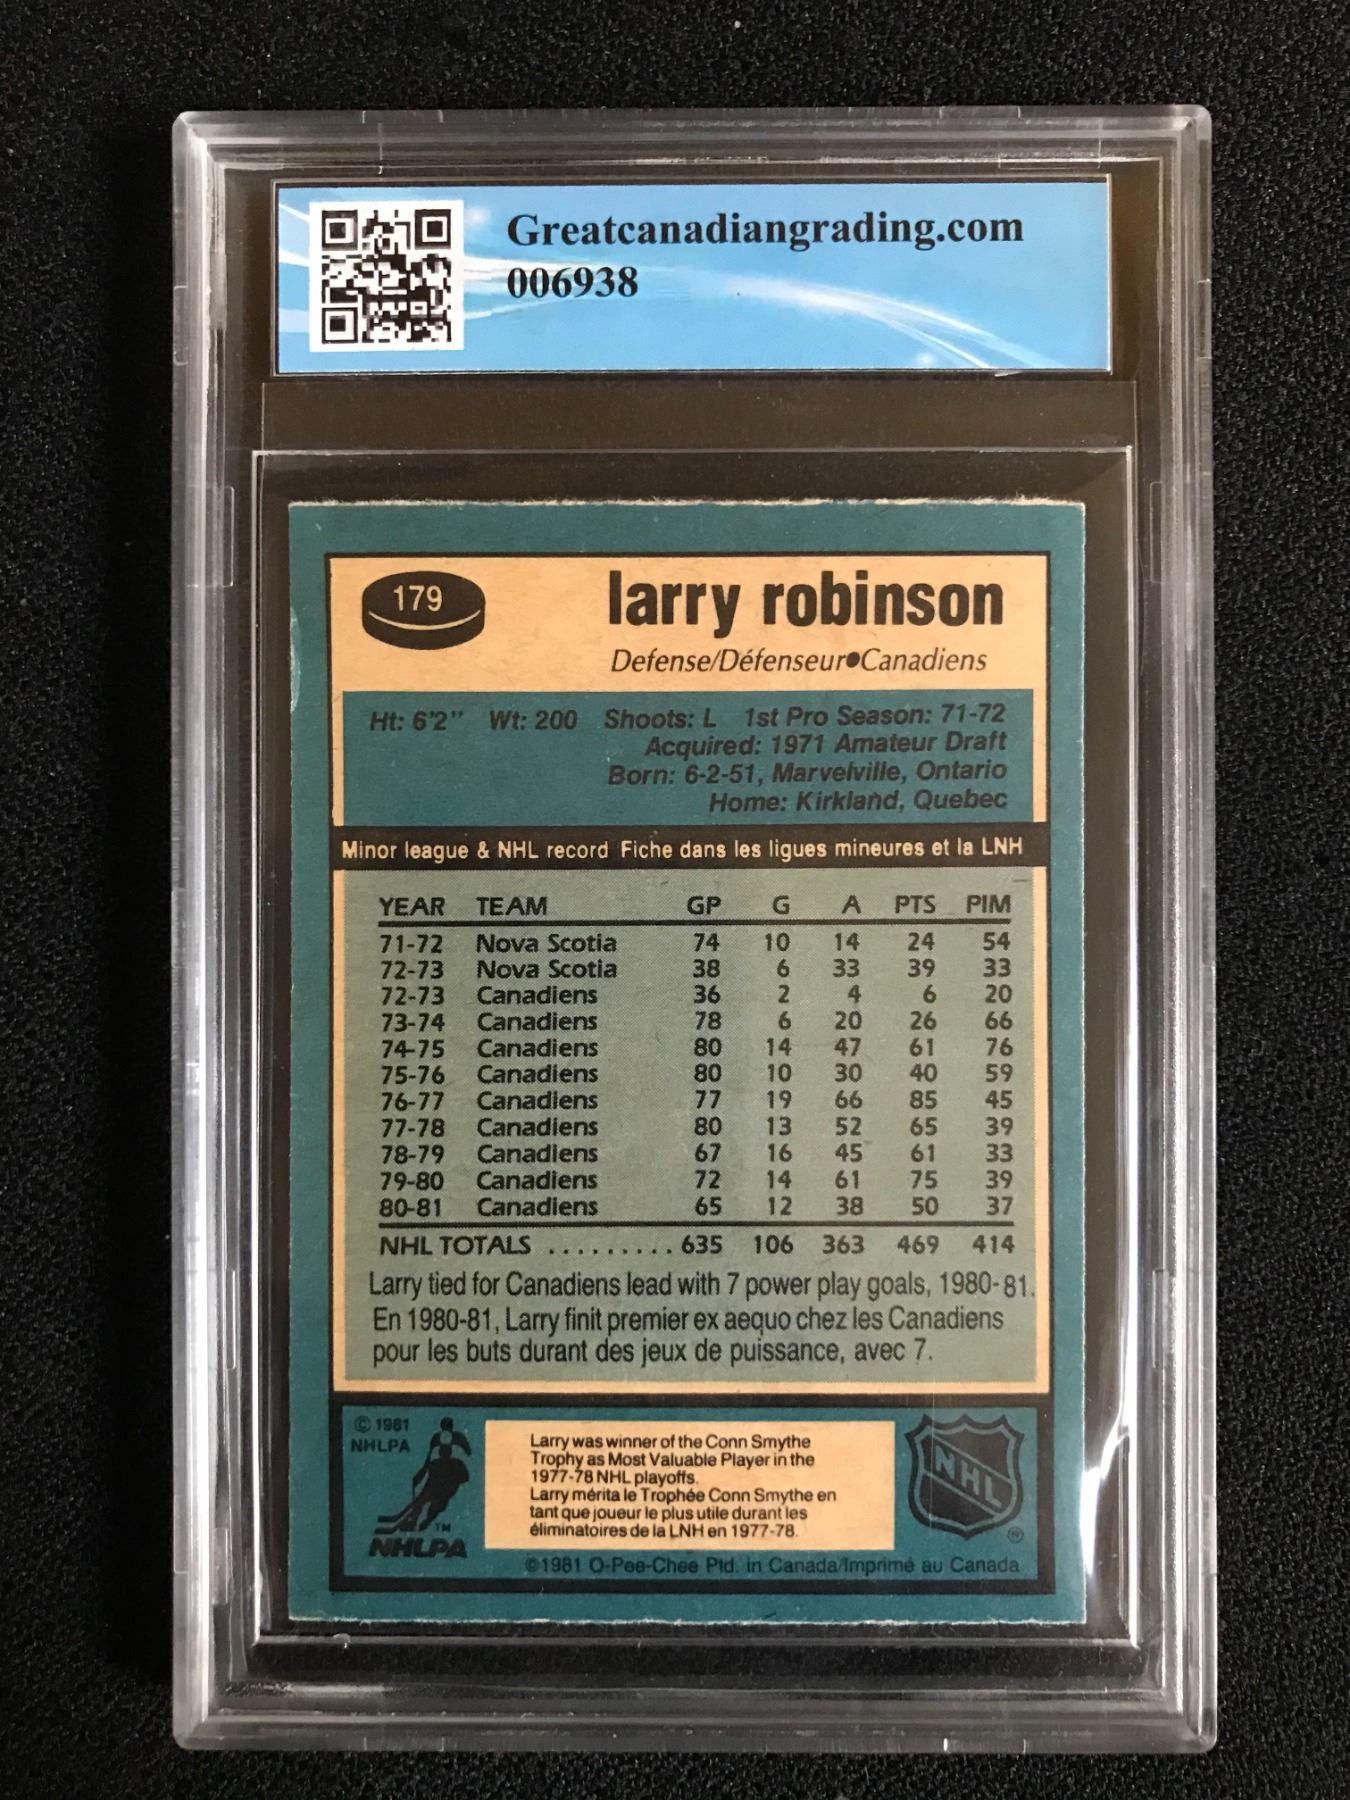 Greatcanadiangrading.com
006938
179
larry robinson
Defense/Défenseur●Canadiens
Ht: 6'2" Wt: 200 Shoots: L 1st Pro Season: 71-72
Acquired: 1971 Amateur Draft
Born: 6-2-51, Marvelville, Ontario
Home: Kirkland, Quebec
Minor league & NHL record Fiche dans les ligues mineures et la LNH
YEAR TEAM GP G A PTS PIM
71-72 Nova Scotia 74 10 14 24 54
72-73 Nova Scotia 38 6 33 39 33
72-73 Canadiens 36 2 4 6 20
73-74 Canadiens 78 6 20 26 66
74-75 Canadiens 80 14 47 61 76
75-76 Canadiens 80 10 30 40 59
76-77 Canadiens 77 19 66 85 45
77-78 Canadiens 80 13 52 65 39
78-79 Canadiens 67 16 45 61 33
79-80 Canadiens 72 14 61 75 39
80-81 Canadiens 65 12 38 50 37
NHL TOTALS ......... 635 106 363 469 414
Larry tied for Canadiens lead with 7 power play goals, 1980-81.
En 1980-81, Larry finit premier ex aequo chez les Canadiens
pour les buts durant des jeux de puissance, avec 7.
© 1981
NHLPA
TM
NHLPA
Larry was winner of the Conn Smythe
Trophy as Most Valuable Player in the
1977-78 NHL playoffs.
Larry mérita le Trophée Conn Smythe en
tant que joueur le plus utile durant les
éliminatoires de la LNH en 1977-78.
NHL
©1981 O-Pee-Chee Ptd. in Canada/Imprimé au Canada